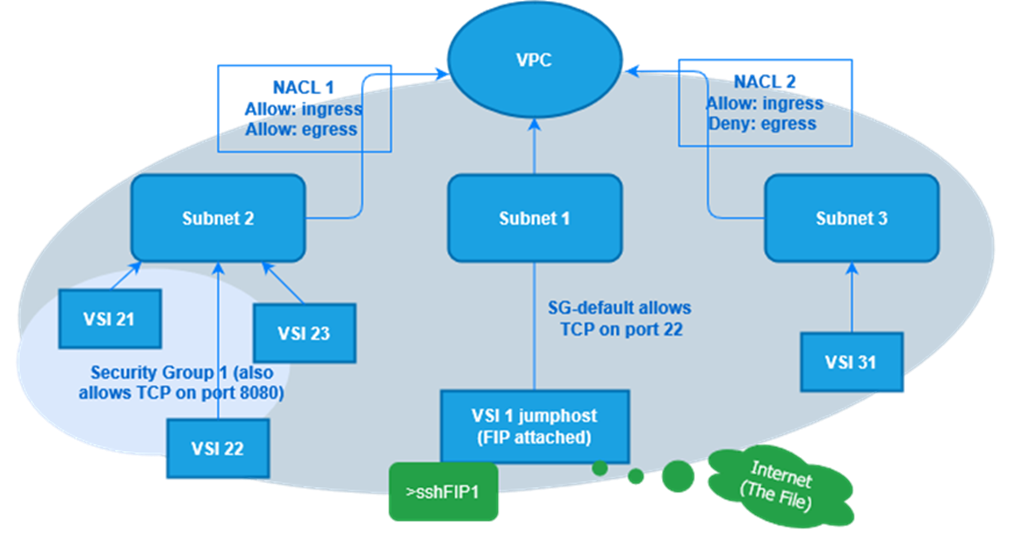 VPC
NACL 1
Allow: ingress
Allow: egress
NACL 2
Allow: ingress
Deny: egress
Subnet 2
Subnet 1
Subnet 3
VSI 21
VSI 23
SG-default allows
TCP on port 22
VSI 31
Security Group 1 (also
allows TCP on port 8080)
VSI 22
VSI 1 jumphost
(FIP attached)
>sshFIP1
Internet
(The File)